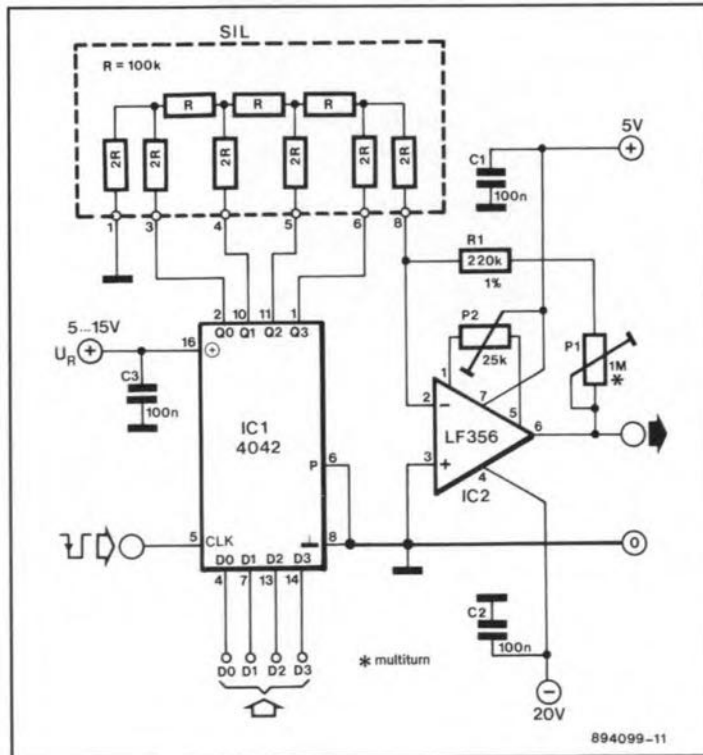 SIL
R = 100k
R R R
2R 2R 2R 2R 2R 2R
1 3 4 5 6 8
5V
+
C1
100n
R1
220k
1%
2 10 11 1
Q0 Q1 Q2 Q3
5...15V
UR
+
16
+
C3
100n
IC1
4042
P
6
P2
25k
P1
1M
*
1
7
5
2
−
LF356
6
3
+
4
IC2
5
CLK
8
0
D0 D1 D2 D3
4 7 13 14
D0 D1 D2 D3
* multiturn
C2
100n
−
20V
894099-11